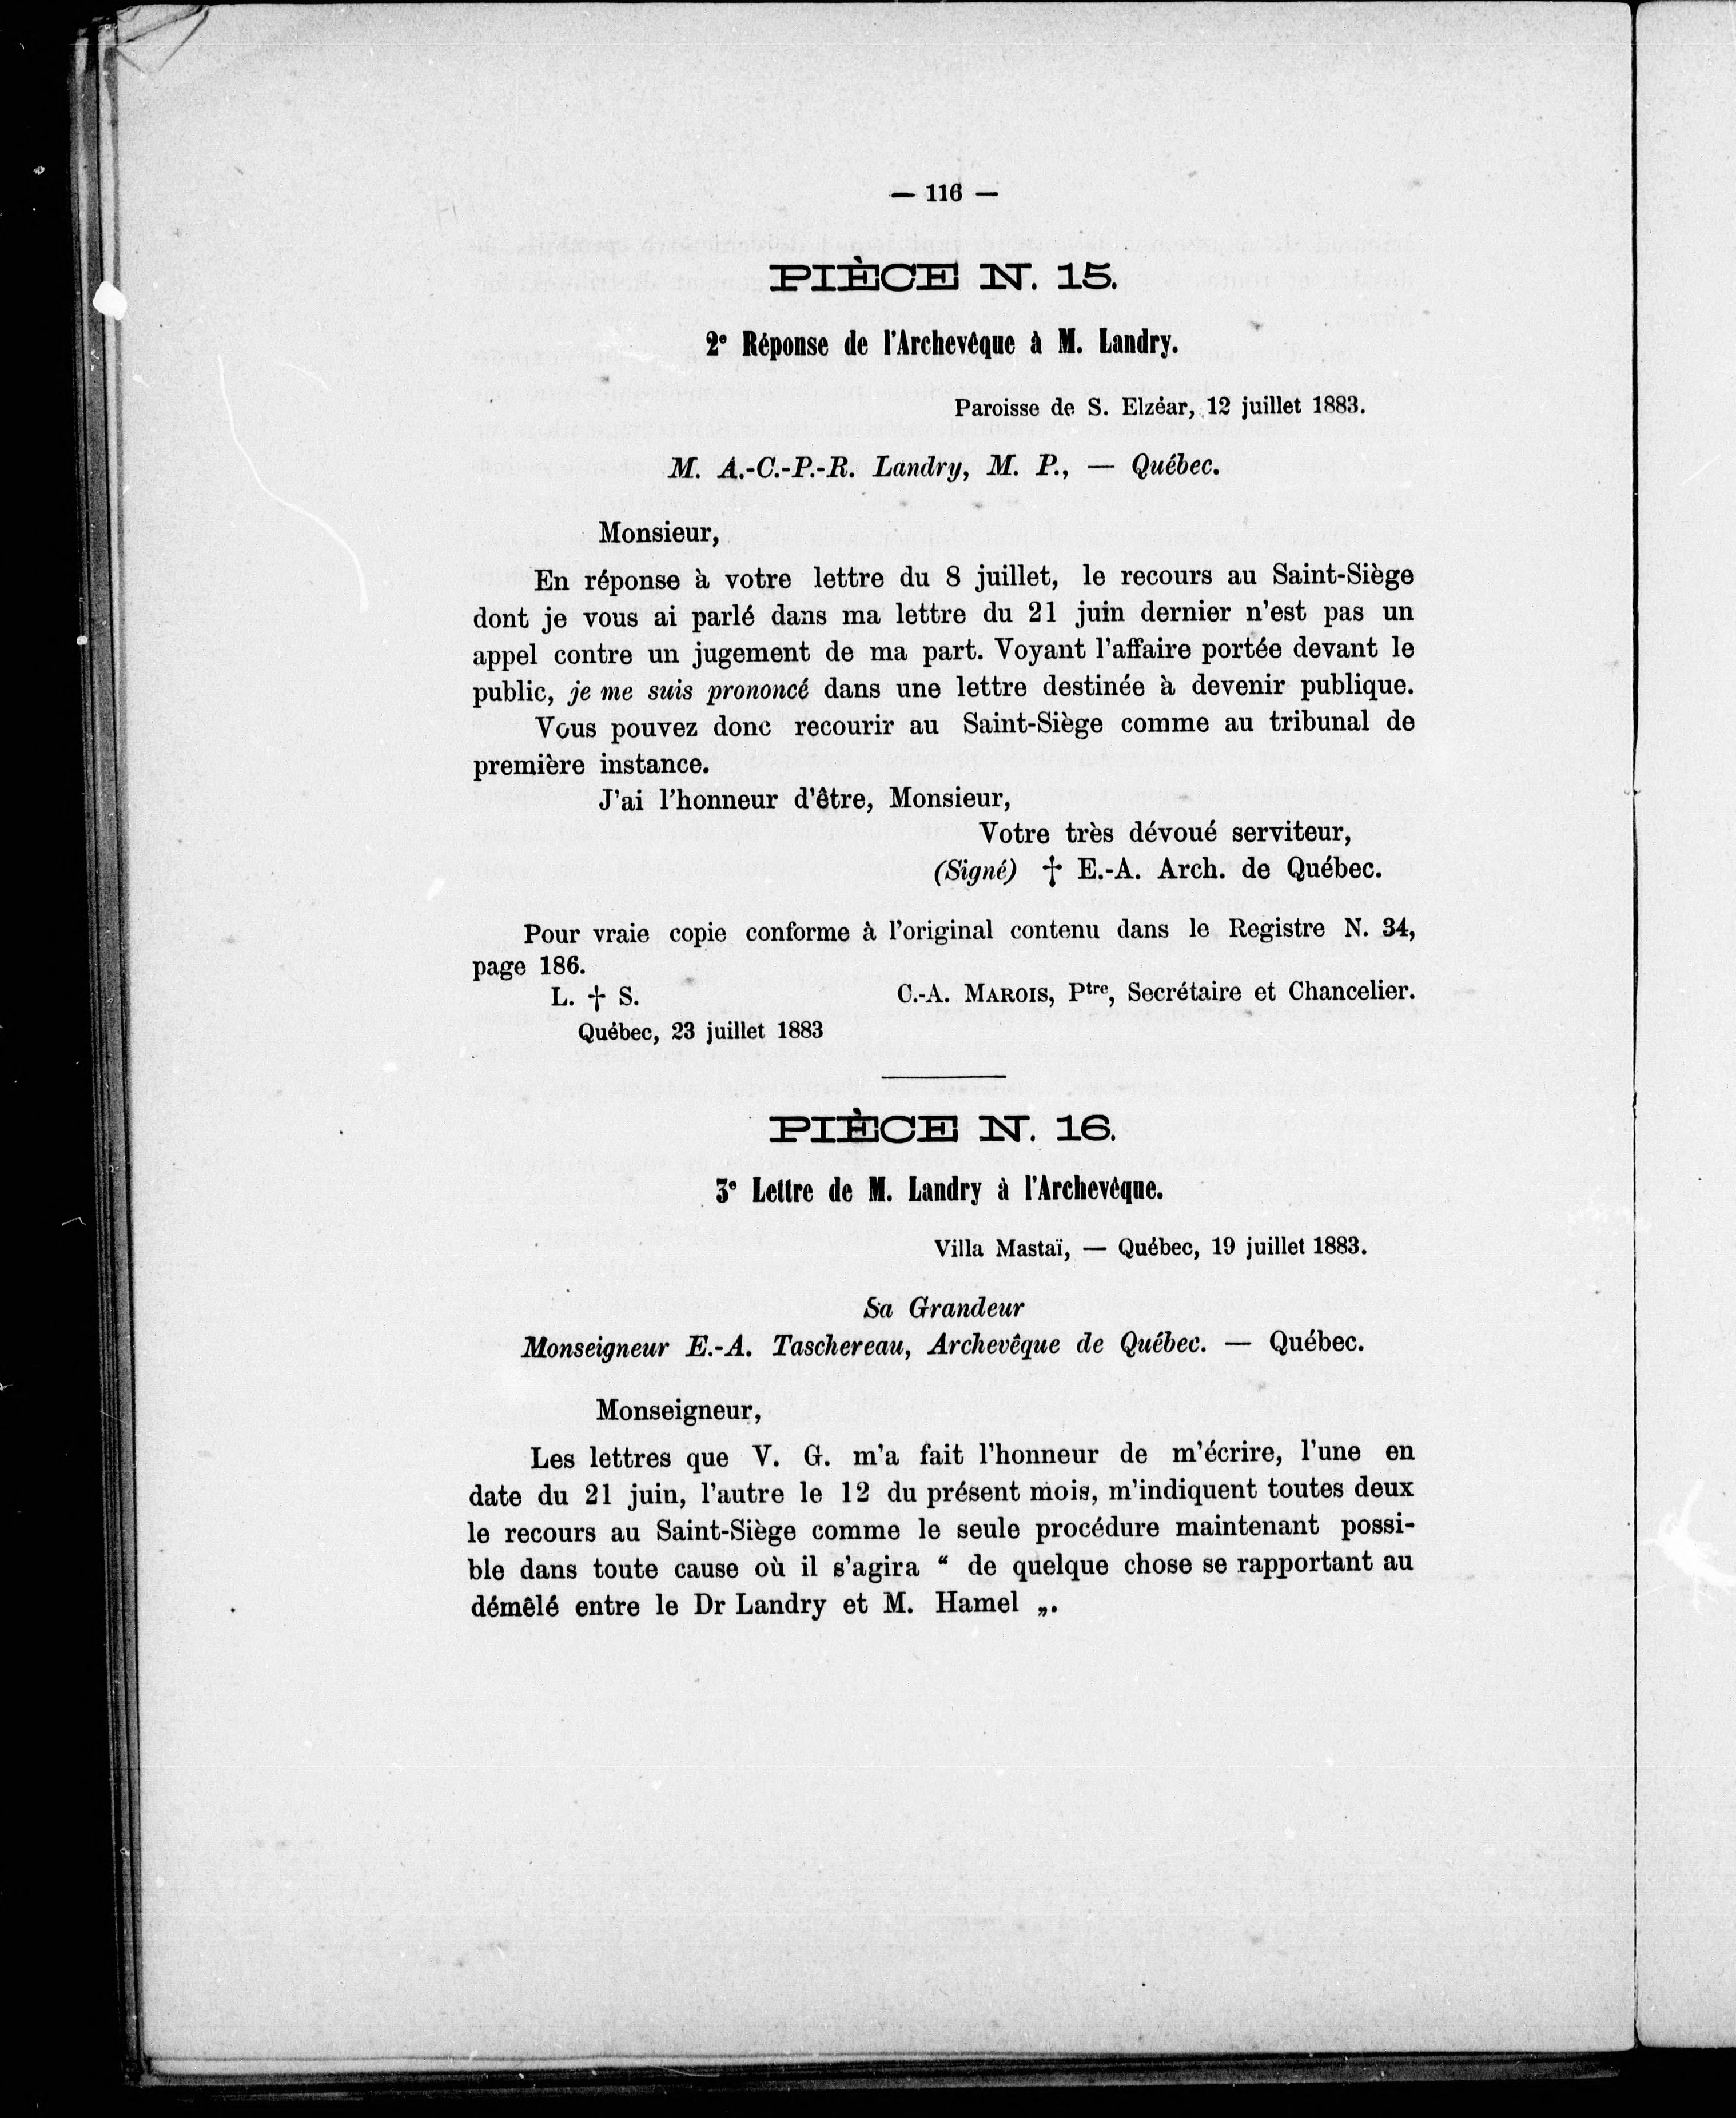 — 116 —
PIÈCE N. 15.
2e Réponse de l'Archevêque à M. Landry.
Paroisse de S. Elzéar, 12 juillet 1883.
M. A.-C.-P.-R. Landry, M. P., — Québec.
Monsieur,
En réponse à votre lettre du 8 juillet, le recours au Saint-Siège
dont je vous ai parlé dans ma lettre du 21 juin dernier n'est pas un
appel contre un jugement de ma part. Voyant l'affaire portée devant le
public, je me suis prononcé dans une lettre destinée à devenir publique.
Vous pouvez donc recourir au Saint-Siège comme au tribunal de
première instance.
J'ai l'honneur d'être, Monsieur,
Votre très dévoué serviteur,
(Signé) † E.-A. Arch. de Québec.
Pour vraie copie conforme à l'original contenu dans le Registre N. 34,
page 186.
L. † S. C.-A. MAROIS, Ptre, Secrétaire et Chancelier.
Québec, 23 juillet 1883
PIÈCE N. 16.
3e Lettre de M. Landry à l'Archevêque.
Villa Mastaï, — Québec, 19 juillet 1883.
Sa Grandeur
Monseigneur E.-A. Taschereau, Archevêque de Québec. — Québec.
Monseigneur,
Les lettres que V. G. m'a fait l'honneur de m'écrire, l'une en
date du 21 juin, l'autre le 12 du présent mois, m'indiquent toutes deux
le recours au Saint-Siège comme le seule procédure maintenant possi-
ble dans toute cause où il s'agira “ de quelque chose se rapportant au
démêlé entre le Dr Landry et M. Hamel „.